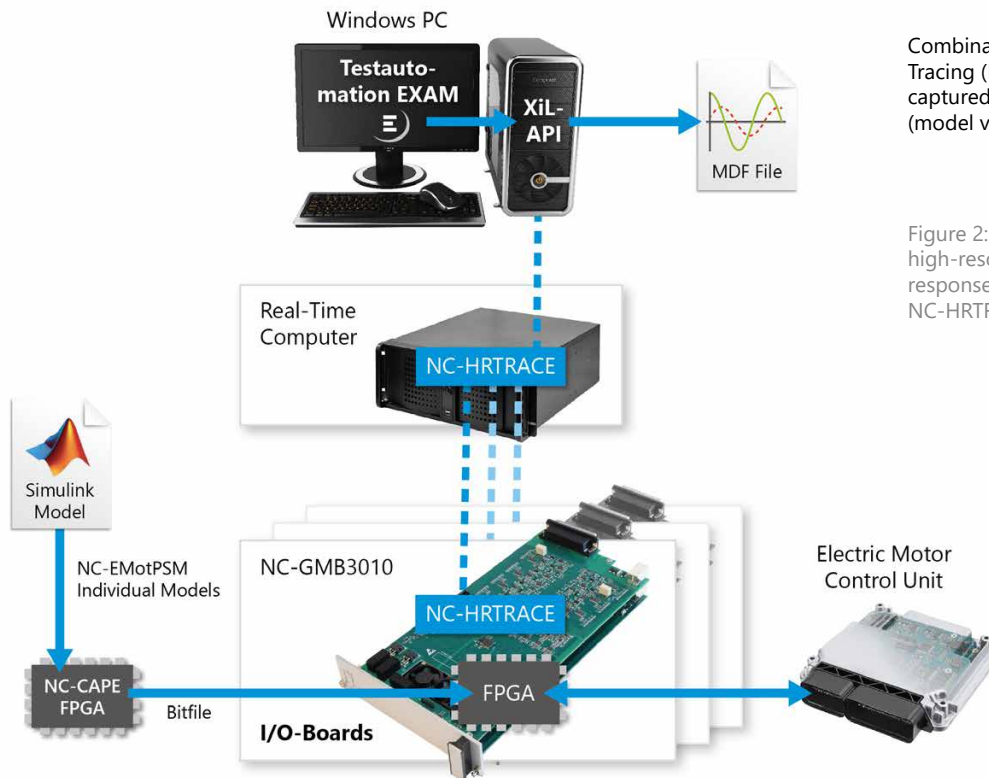 Windows PC
Testauto-
mation EXAM
XiL-
API
MDF File
Combina
Tracing (
captured
(model v
Figure 2:
high-reso
response
NC-HRTR
Real-Time
Computer
NC-HRTRACE
Simulink
Model
NC-EMotPSM
Individual Models
NC-GMB3010
NC-HRTRACE
Electric Motor
Control Unit
NC-CAPE
FPGA
Bitfile
FPGA
I/O-Boards